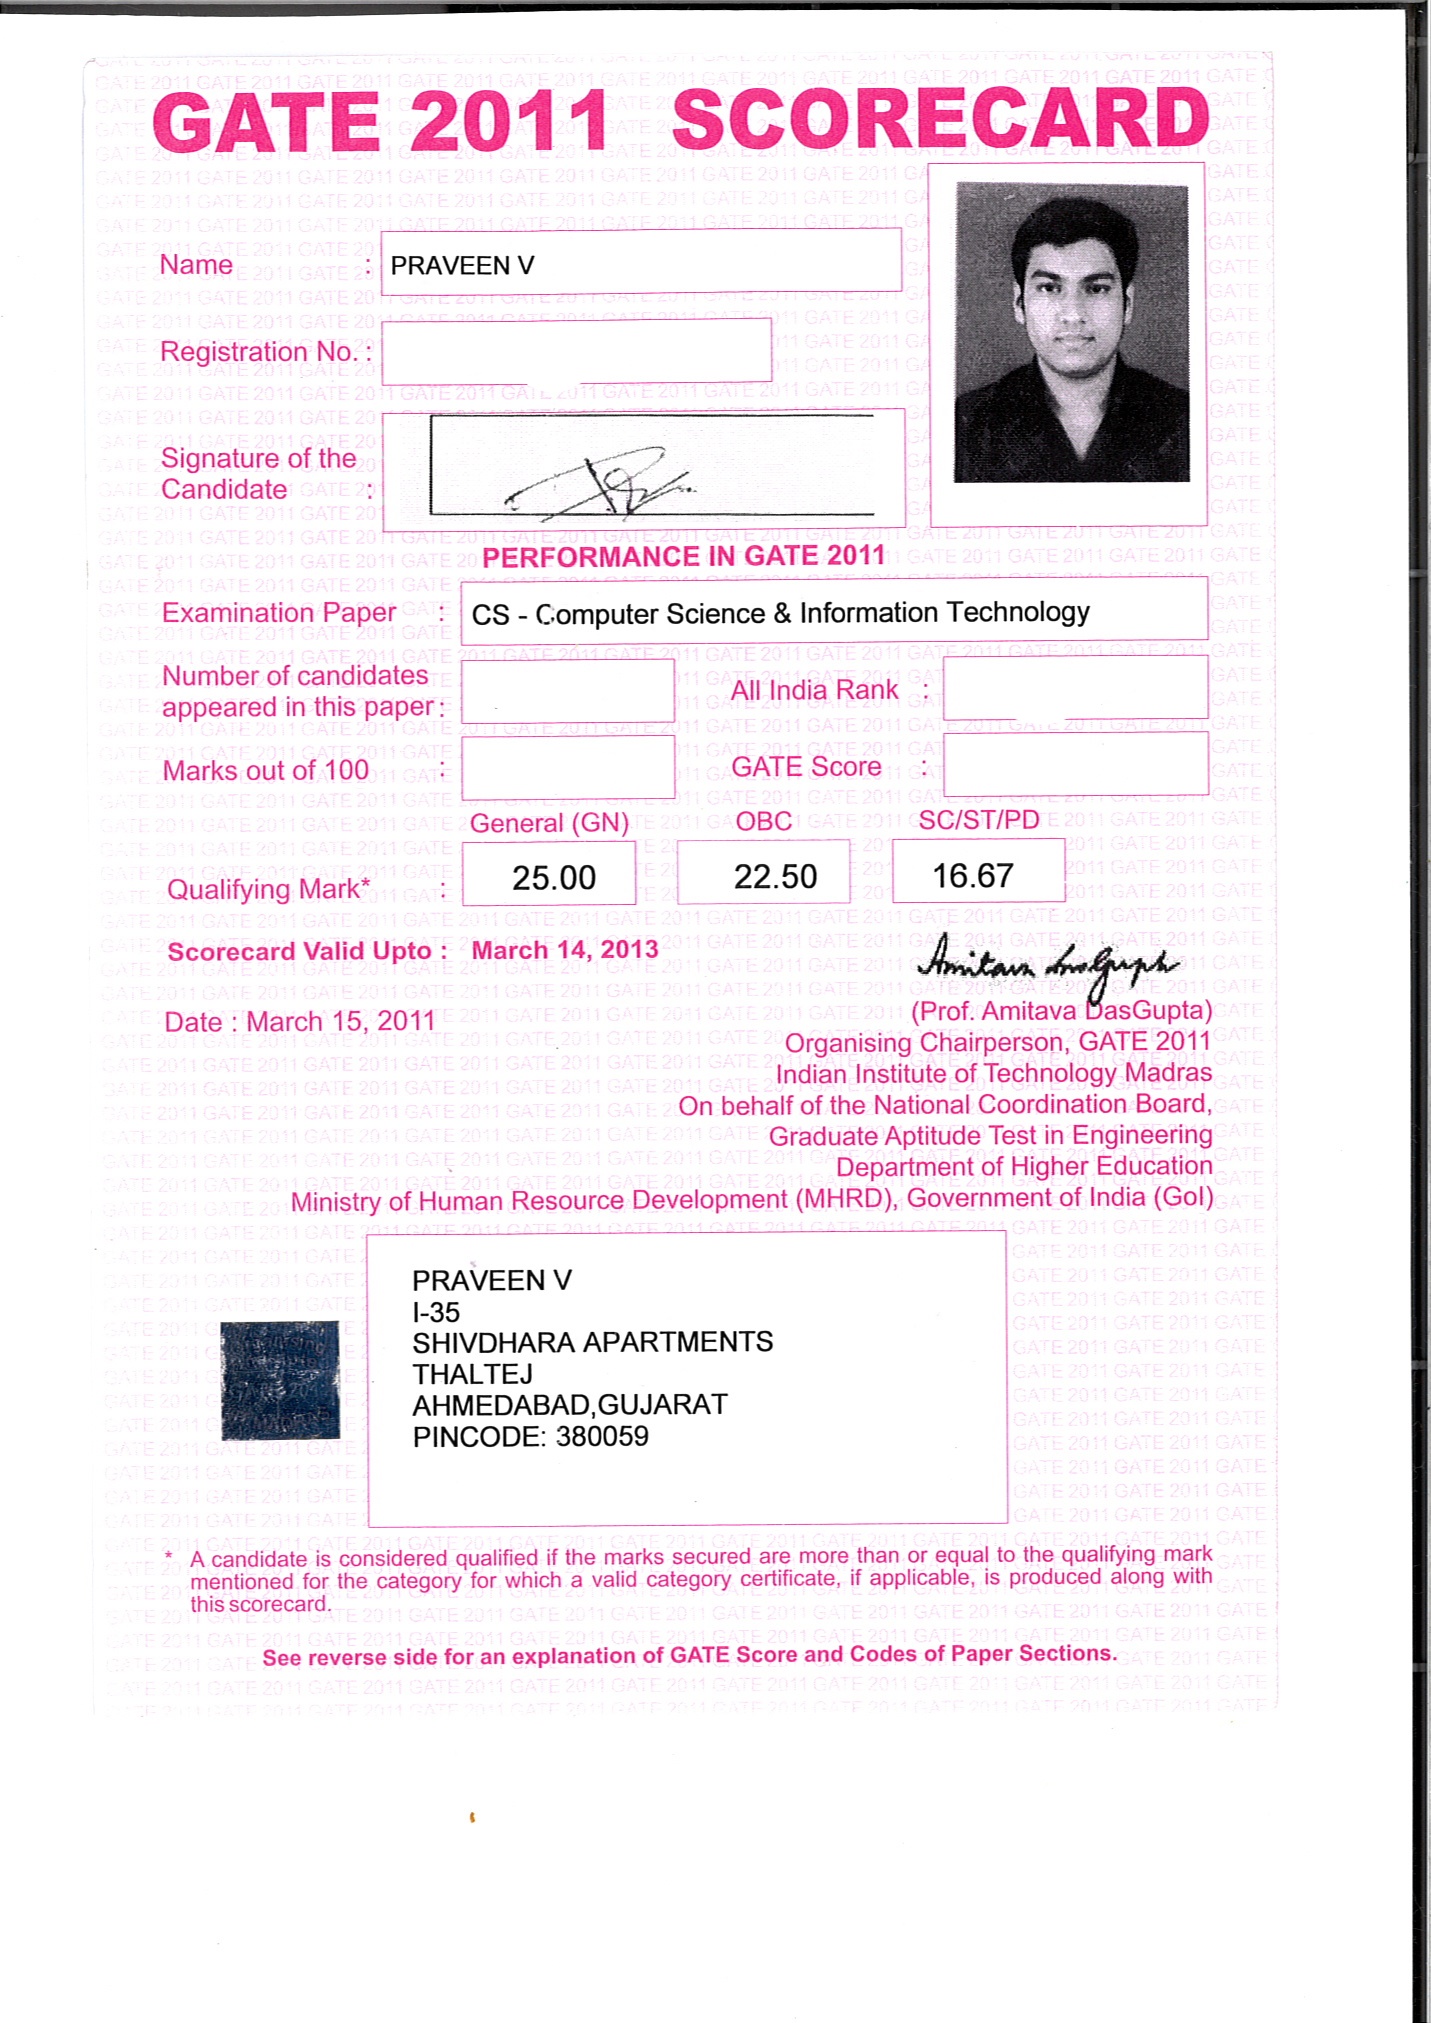 GATE 2011 SCORECARD
Name : PRAVEEN V
Registration No. :
Signature of the
Candidate :
PERFORMANCE IN GATE 2011
Examination Paper : CS - Computer Science & Information Technology
Number of candidates
appeared in this paper :
All India Rank :
Marks out of 100 :
GATE Score :
General (GN) OBC SC/ST/PD
Qualifying Mark* : 25.00 22.50 16.67
Scorecard Valid Upto : March 14, 2013
Date : March 15, 2011
(Prof. Amitava DasGupta)
Organising Chairperson, GATE 2011
Indian Institute of Technology Madras
On behalf of the National Coordination Board,
Graduate Aptitude Test in Engineering
Department of Higher Education
Ministry of Human Resource Development (MHRD), Government of India (GoI)
PRAVEEN V
I-35
SHIVDHARA APARTMENTS
THALTEJ
AHMEDABAD,GUJARAT
PINCODE: 380059
* A candidate is considered qualified if the marks secured are more than or equal to the qualifying mark
mentioned for the category for which a valid category certificate, if applicable, is produced along with
this scorecard.
See reverse side for an explanation of GATE Score and Codes of Paper Sections.